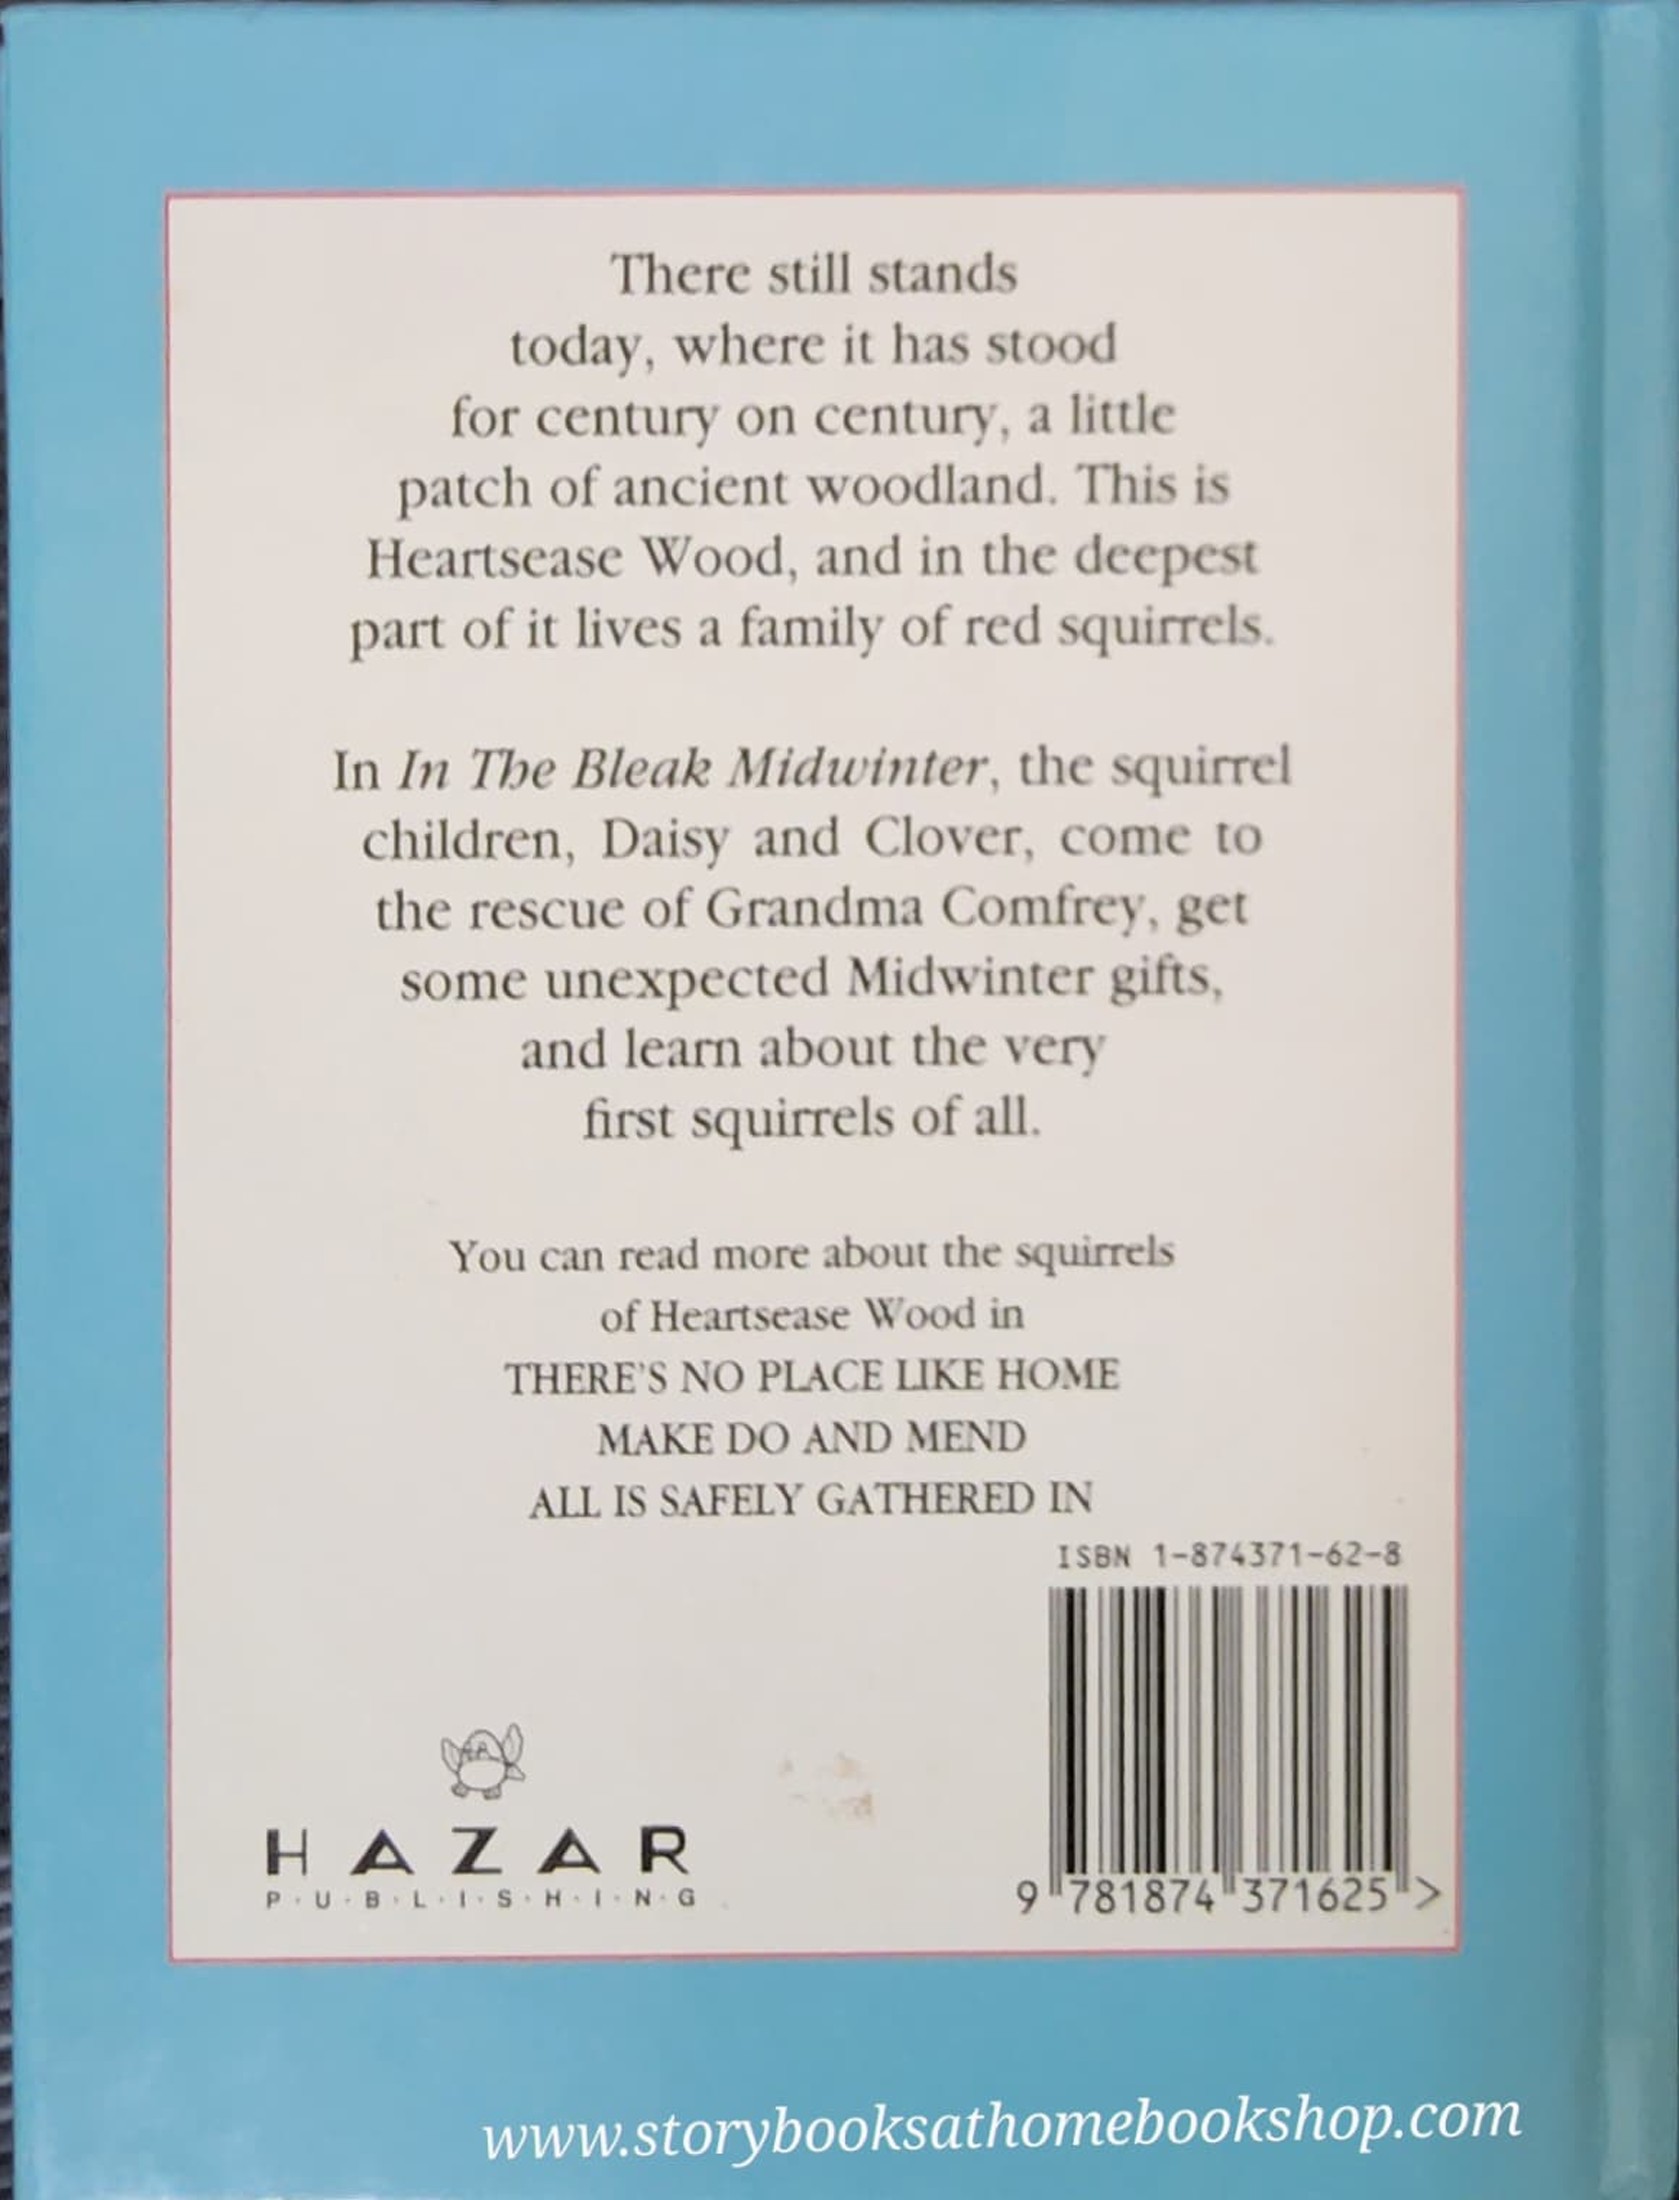 There still stands
today, where it has stood
for century on century, a little
patch of ancient woodland. This is
Heartsease Wood, and in the deepest
part of it lives a family of red squirrels.
In In The Bleak Midwinter, the squirrel
children, Daisy and Clover, come to
the rescue of Grandma Comfrey, get
some unexpected Midwinter gifts,
and learn about the very
first squirrels of all.
You can read more about the squirrels
of Heartsease Wood in
THERE'S NO PLACE LIKE HOME
MAKE DO AND MEND
ALL IS SAFELY GATHERED IN
ISBN 1-874371-62-8
9 781874 371625 >
HAZAR
P·U·B·L·I·S·H·I·N·G
www.storybooksathomebookshop.com